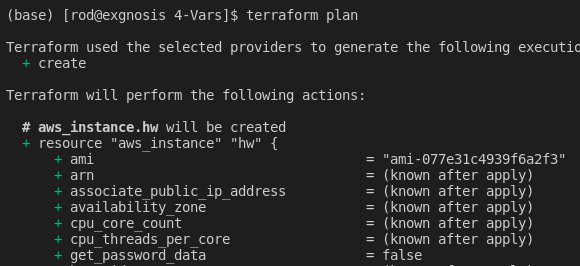 (base) [rod@exgnosis 4-Vars]$ terraform plan
Terraform used the selected providers to generate the following
+ create
Terraform will perform the following actions:
# aws_instance.hw will be created
+ resource "aws_instance" "hw" {
+ ami = "ami-077e31c4939f6a2f3"
+ arn = (known after apply)
+ associate_public_ip_address = (known after apply)
+ availability_zone = (known after apply)
+ cpu_core_count = (known after apply)
+ cpu_threads_per_core = (known after apply)
+ get_password_data = false